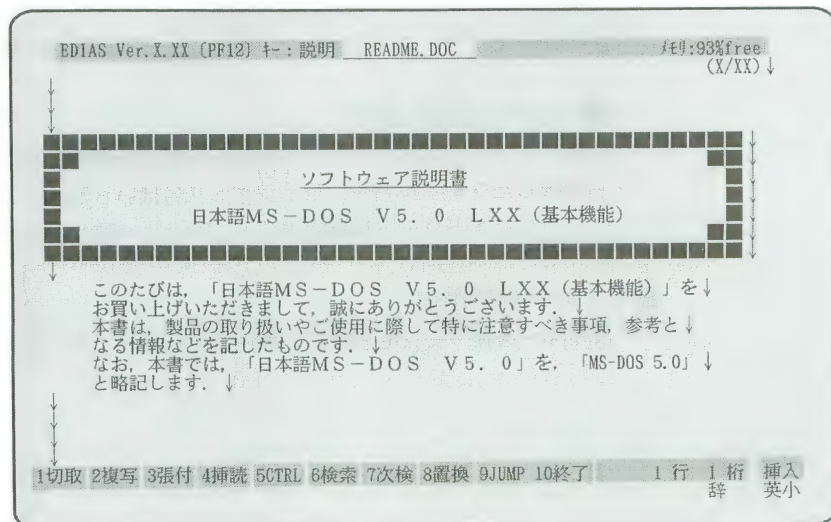 EDIAS Ver.X.XX (PF12) キー:説明 README.DOC メモリ:93%free
(X/XX)↓
↓
↓
↓
ソフトウェア説明書
日本語MS-DOS V5.0 LXX(基本機能)
↓
このたびは,「日本語MS-DOS V5.0 LXX(基本機能)」を↓
お買い上げいただきまして,誠にありがとうございます.↓
本書は,製品の取り扱いやご使用に際して特に注意すべき事項,参考と↓
なる情報などを記したものです.↓
なお,本書では,「日本語MS-DOS V5.0」を,「MS-DOS 5.0」↓
と略記します.↓
↓
↓
↓
↓
1切取 2複写 3張付 4挿読 5CTRL 6検索 7次検 8置換 9JUMP 10終了 1行 1桁 挿入
辞 英小